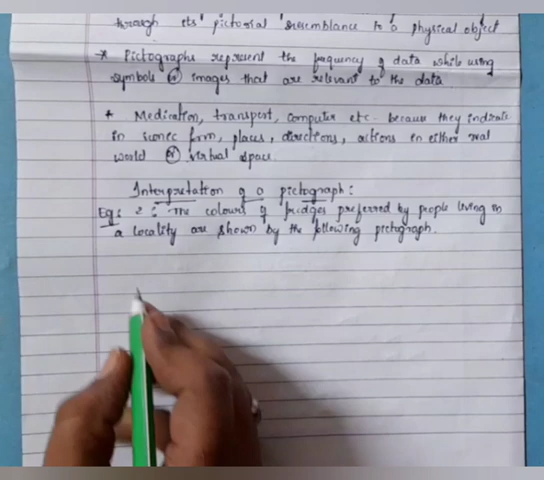 through its' pictorial resemblance to a physical object
* Pictographs represent the frequency of data while using
symbols or images that are relevant to the data
* Medication, transport, computer etc. because they indicate
in iconic form, places, directions, actions in either real
world or virtual space.
Interpretation of a pictograph:
Eg: 2: The colours of fridges preferred by people living in
a locality are shown by the following pictograph.